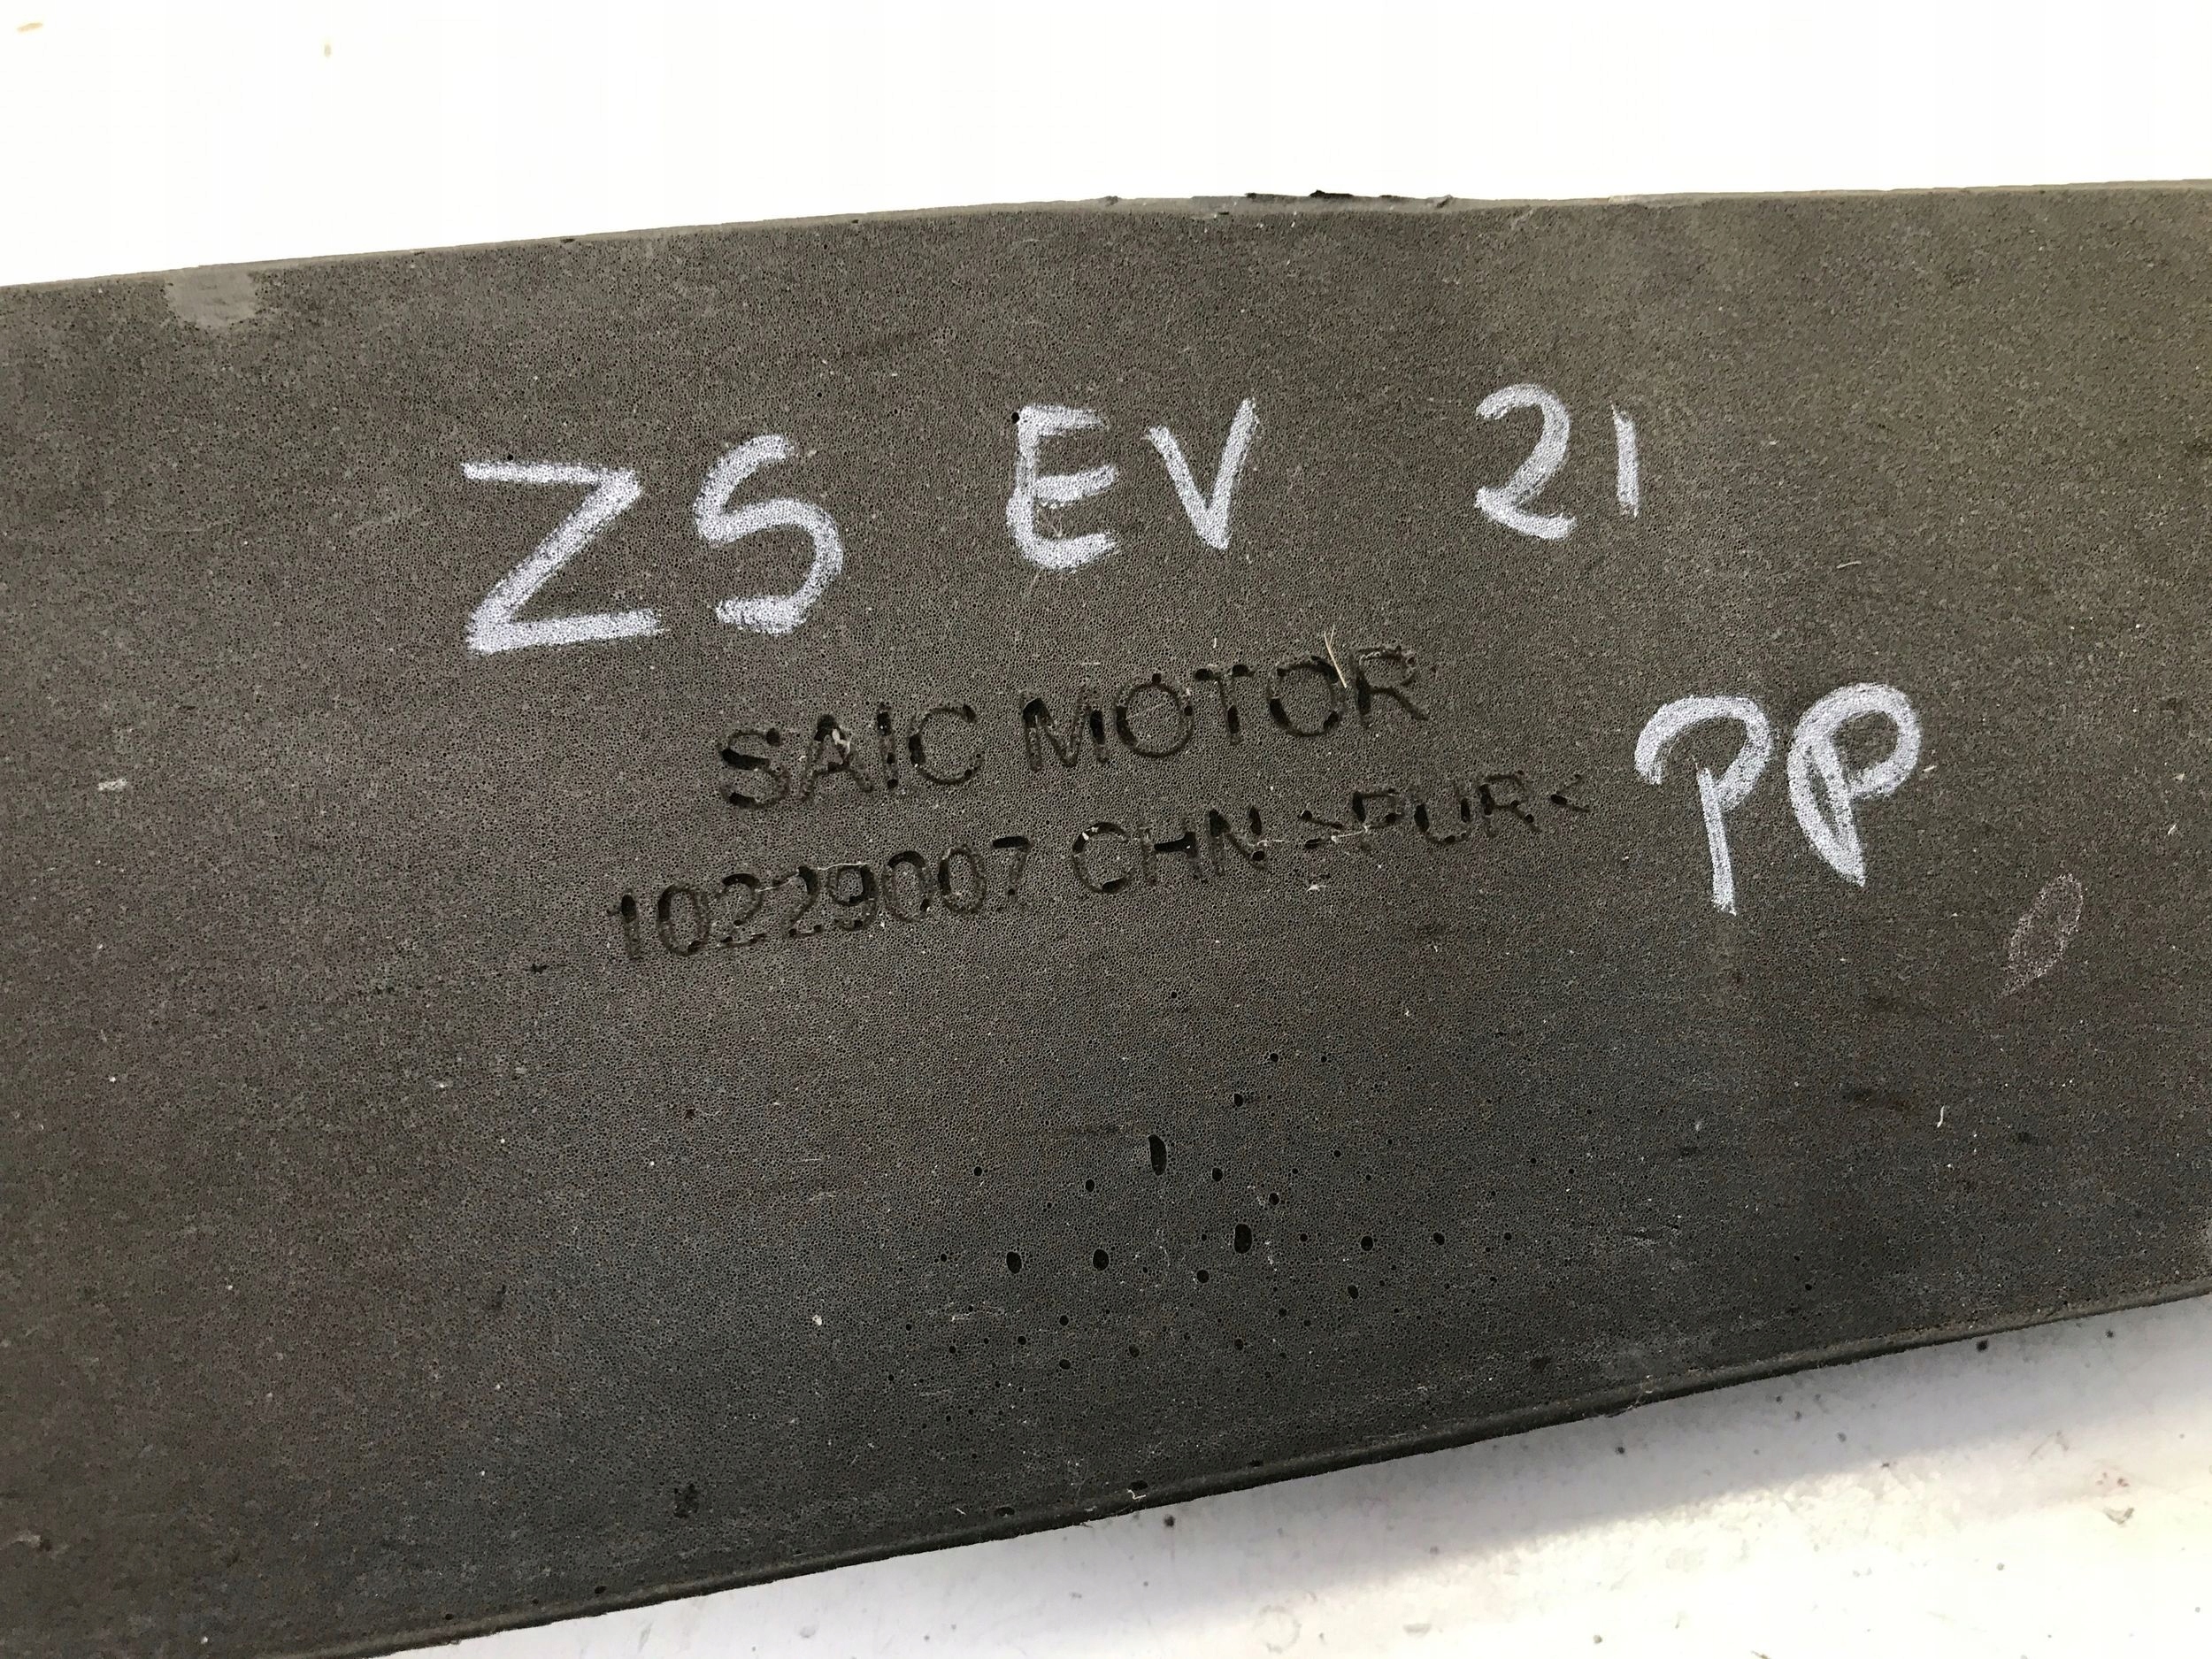 ZS EV 21
SAIC MOTOR
10229007 CHN >PUR<
PP